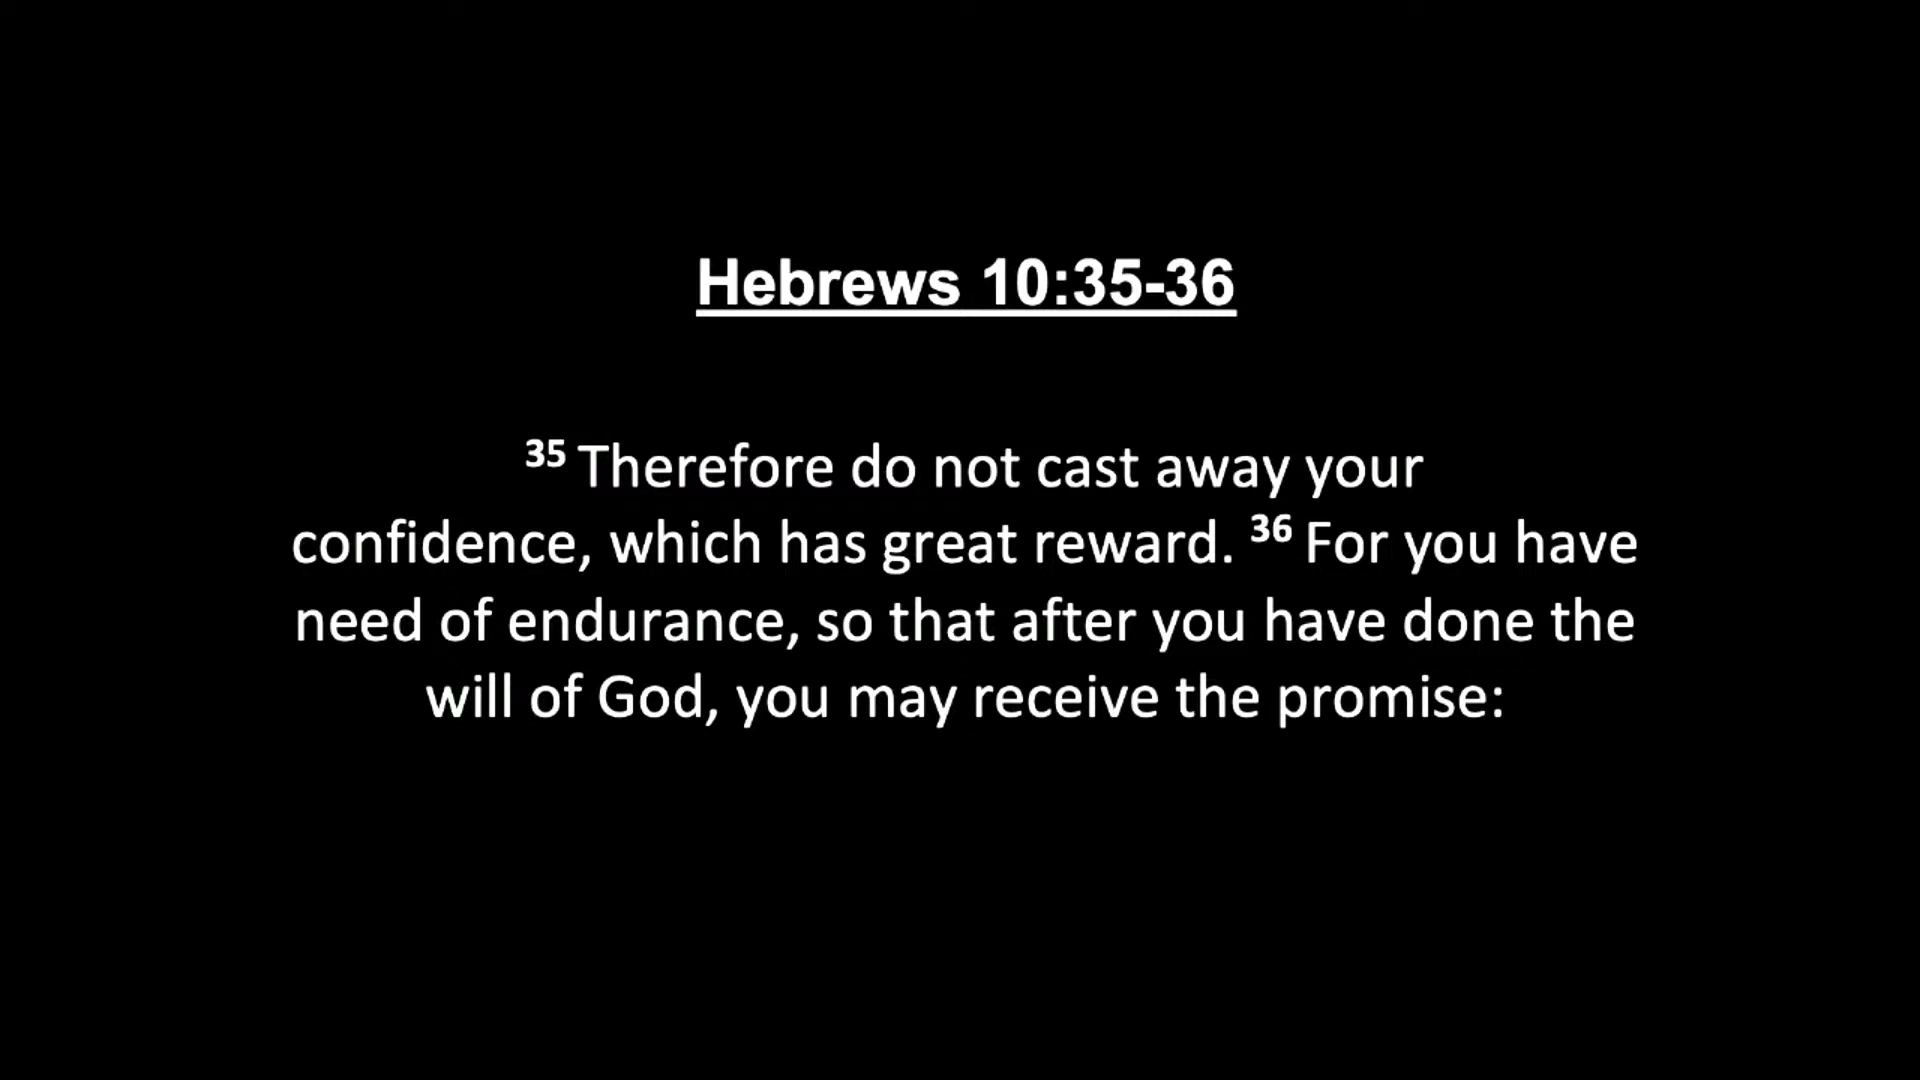 Hebrews 10:35-36
35 Therefore do not cast away your
confidence, which has great reward. 36 For you have
need of endurance, so that after you have done the
will of God, you may receive the promise: